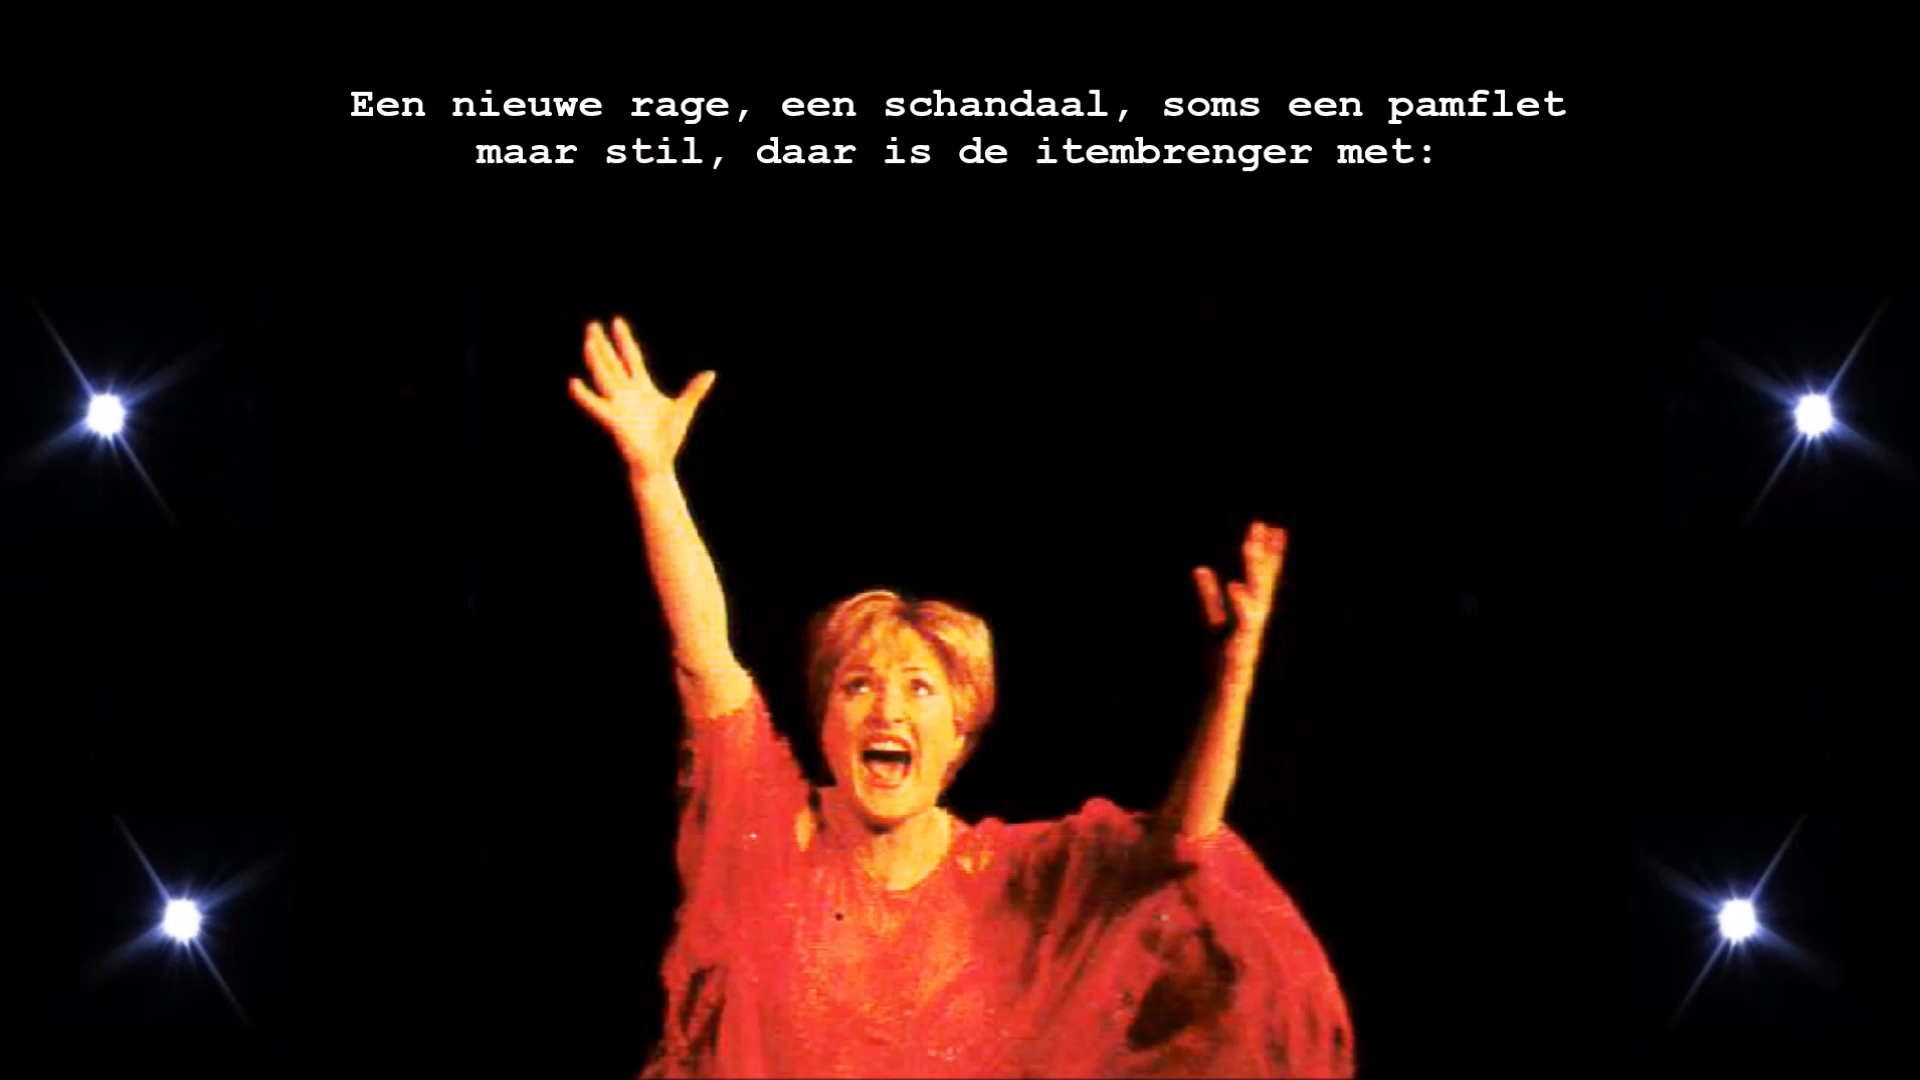 Een nieuwe rage, een schandaal, soms een pamflet
maar stil, daar is de itembrenger met: